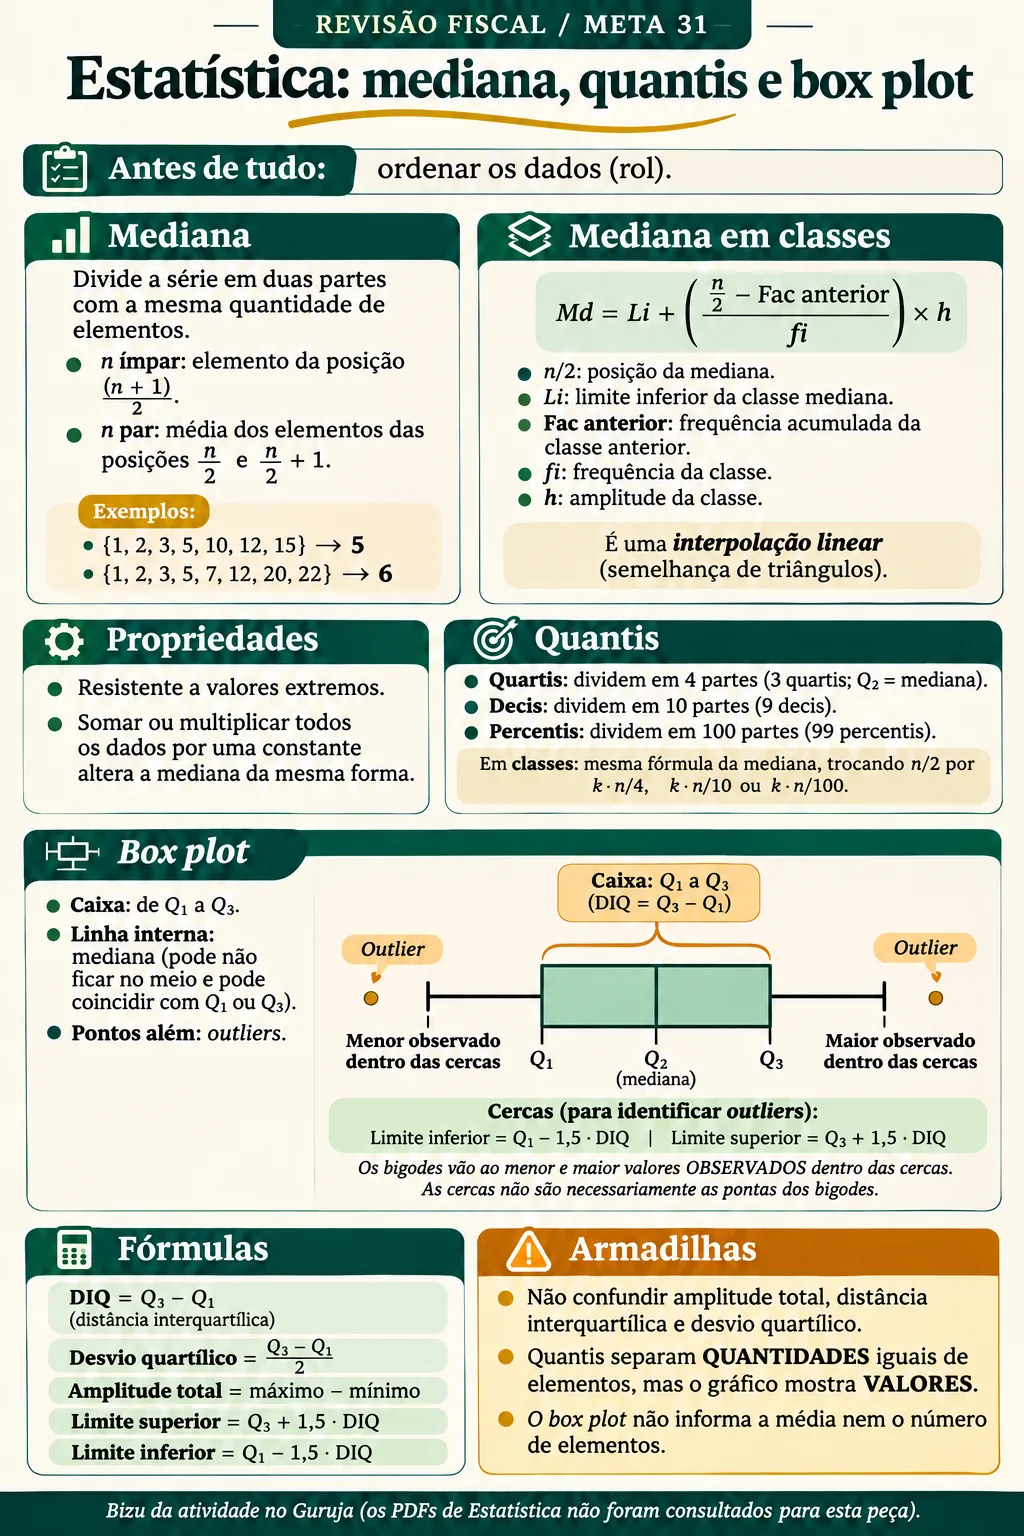 REVISÃO FISCAL / META 31
Estatística: mediana, quantis e box plot
Antes de tudo: ordenar os dados (rol).
Mediana
Divide a série em duas partes
com a mesma quantidade de
elementos.
n ímpar: elemento da posição
(n + 1)
2 .
n par: média dos elementos das
posições n/2 e n/2 + 1.
Exemplos:
• {1, 2, 3, 5, 10, 12, 15} → 5
• {1, 2, 3, 5, 7, 12, 20, 22} → 6
Mediana em classes
Md = Li + ( (n/2 − Fac anterior) / fi ) × h
n/2: posição da mediana.
Li: limite inferior da classe mediana.
Fac anterior: frequência acumulada da
classe anterior.
fi: frequência da classe.
h: amplitude da classe.
É uma interpolação linear
(semelhança de triângulos).
Propriedades
Resistente a valores extremos.
Somar ou multiplicar todos
os dados por uma constante
altera a mediana da mesma forma.
Quantis
Quartis: dividem em 4 partes (3 quartis; Q₂ = mediana).
Decis: dividem em 10 partes (9 decis).
Percentis: dividem em 100 partes (99 percentis).
Em classes: mesma fórmula da mediana, trocando n/2 por
k · n/4, k · n/10 ou k · n/100.
Box plot
Caixa: de Q₁ a Q₃.
Linha interna:
mediana (pode não
ficar no meio e pode
coincidir com Q₁ ou Q₃).
Pontos além: outliers.
Caixa: Q₁ a Q₃
(DIQ = Q₃ − Q₁)
Outlier
Outlier
Menor observado
dentro das cercas
Q₁
Q₂
(mediana)
Q₃
Maior observado
dentro das cercas
Cercas (para identificar outliers):
Limite inferior = Q₁ − 1,5 · DIQ | Limite superior = Q₃ + 1,5 · DIQ
Os bigodes vão ao menor e maior valores OBSERVADOS dentro das cercas.
As cercas não são necessariamente as pontas dos bigodes.
Fórmulas
DIQ = Q₃ − Q₁
(distância interquartílica)
Desvio quartílico = (Q₃ − Q₁)/2
Amplitude total = máximo − mínimo
Limite superior = Q₃ + 1,5 · DIQ
Limite inferior = Q₁ − 1,5 · DIQ
Armadilhas
Não confundir amplitude total, distância
interquartílica e desvio quartílico.
Quantis separam QUANTIDADES iguais de
elementos, mas o gráfico mostra VALORES.
O box plot não informa a média nem o número
de elementos.
Bizu da atividade no Guruja (os PDFs de Estatística não foram consultados para esta peça).